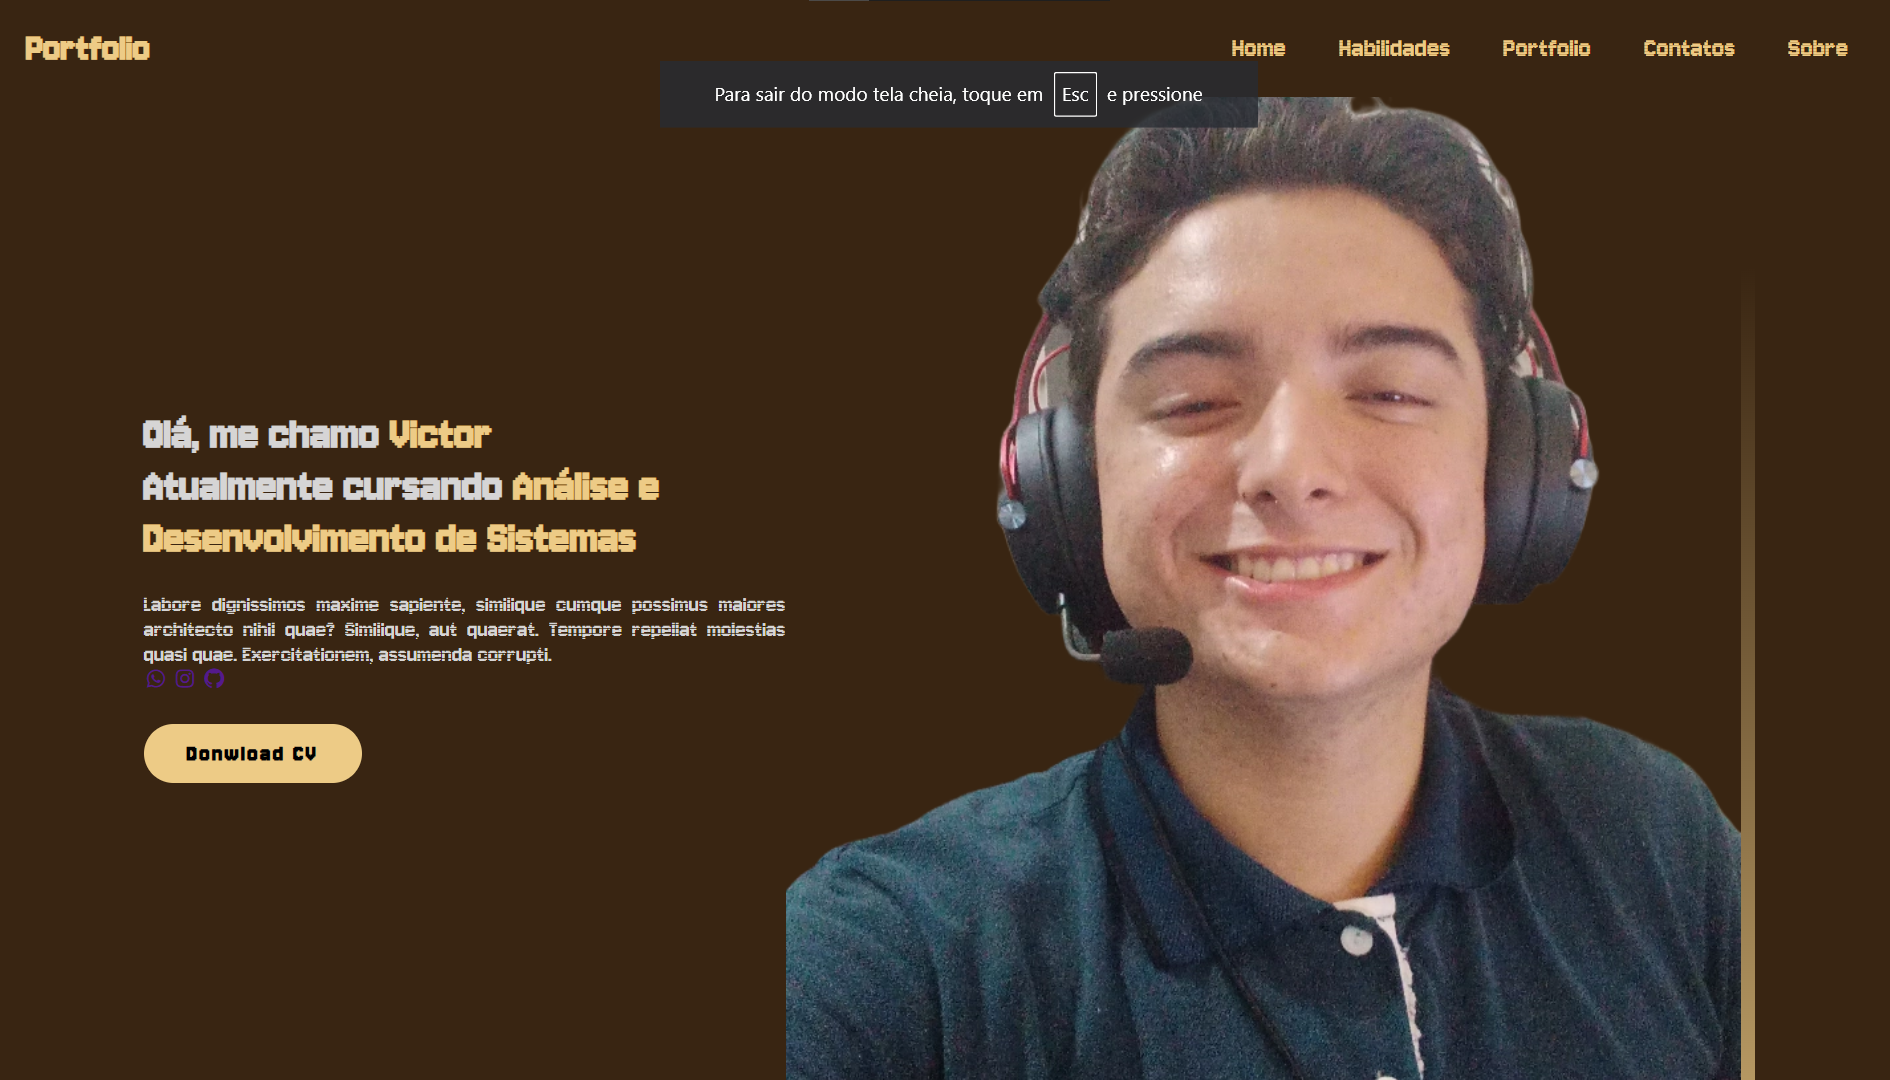 Portfolio
Home Habilidades Portfolio Contatos Sobre
Para sair do modo tela cheia, toque em Esc e pressione
Olá, me chamo Victor
Atualmente cursando Análise e
Desenvolvimento de Sistemas
Labore dignissimos maxime sapiente, similique cumque possimus maiores
architecto nihil quae? Similique, aut quaerat. Tempore repellat molestias
quasi quae. Exercitationem, assumenda corrupti.
Donwload CV